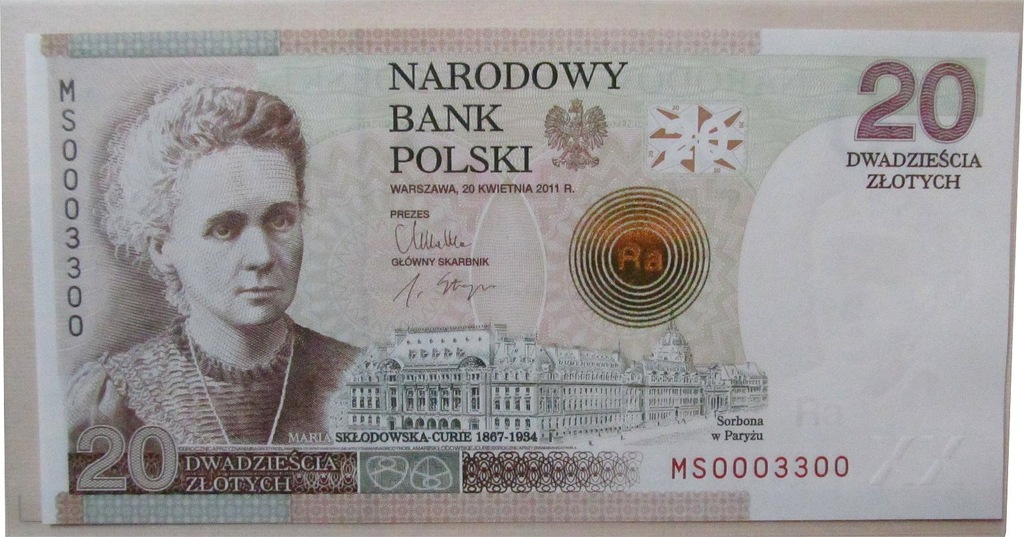 MS0003300
NARODOWY
BANK
POLSKI
WARSZAWA, 20 KWIETNIA 2011 R.
PREZES
GŁÓWNY SKARBNIK
Ra
20
DWADZIEŚCIA
ZŁOTYCH
Sorbona
w Paryżu
MARIA SKŁODOWSKA-CURIE 1867-1934
20 DWADZIEŚCIA
ZŁOTYCH
MS0003300
Ra